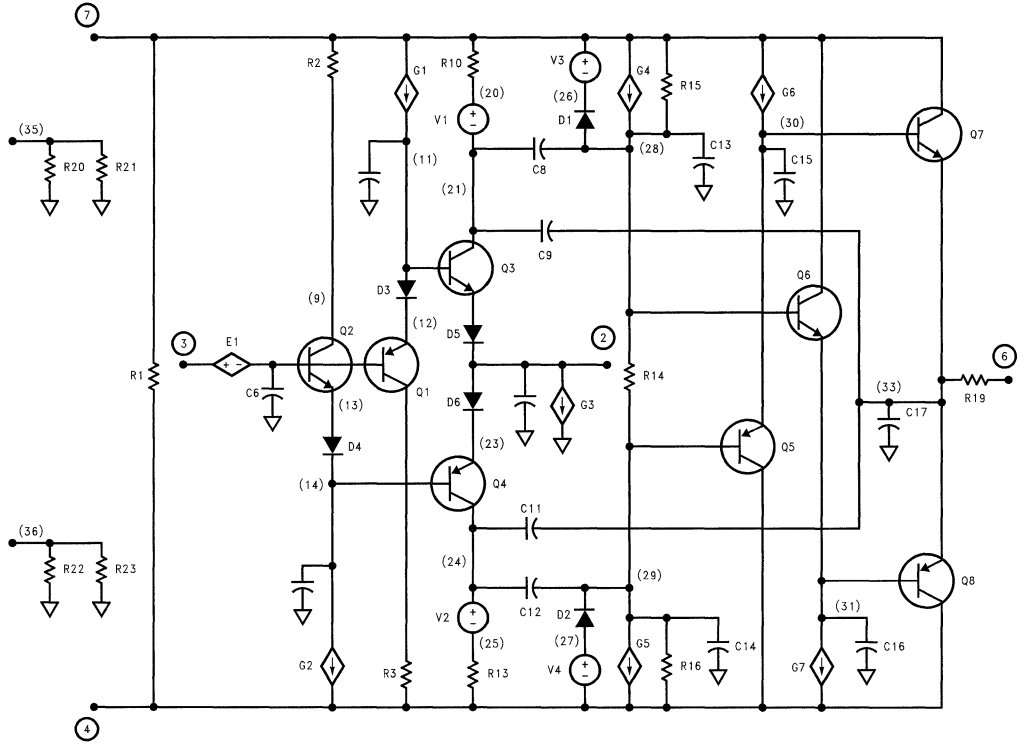 7
R2
G1
R10
V3
G4
R15
G6
Q7
(20)
(26)
V1
D1
(30)
(35)
(11)
C8
(28)
C13
C15
R20
R21
(21)
C9
Q3
Q6
D3
(9)
(12)
D5
2
3
E1
Q2
6
R1
C6
(13)
Q1
D6
G3
R14
(33)
C17
R19
D4
(23)
Q5
(14)
Q4
C11
(36)
(24)
R22
R23
C12
D2
(29)
Q8
V2
(25)
(27)
(31)
G2
R3
R13
V4
G5
R16
C14
G7
C16
4